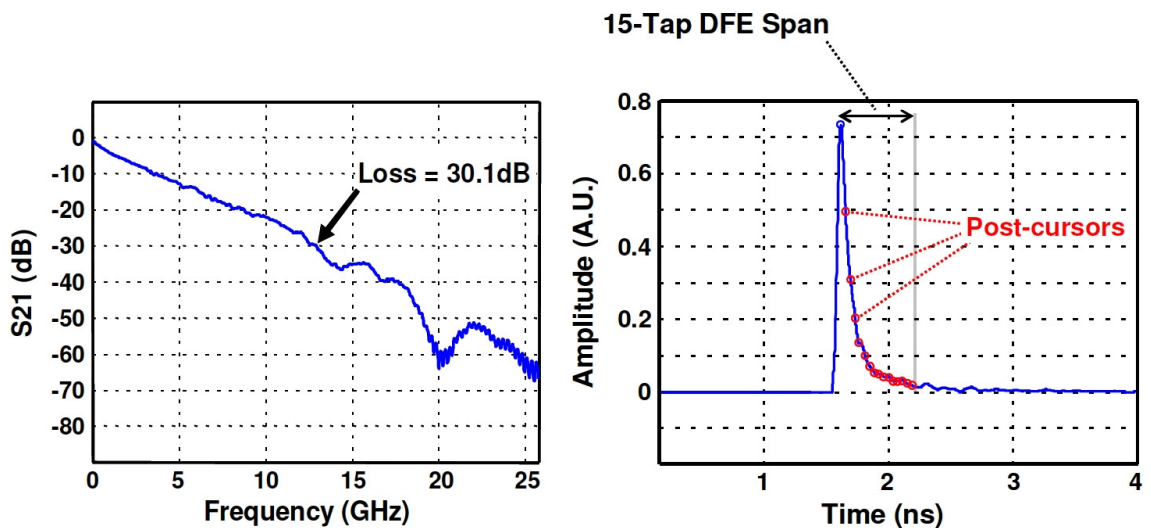 15-Tap DFE Span
0
-10
-20
-30
-40
-50
-60
-70
-80
S21 (dB)
Loss = 30.1dB
0 5 10 15 20 25
Frequency (GHz)
0.8
0.6
0.4
0.2
0
Amplitude (A.U.)
Post-cursors
1 2 3 4
Time (ns)